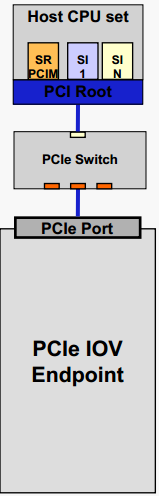 Host CPU set
SR
PCIM
SI
1
SI
N
PCI Root
PCIe Switch
PCIe Port
PCIe IOV
Endpoint